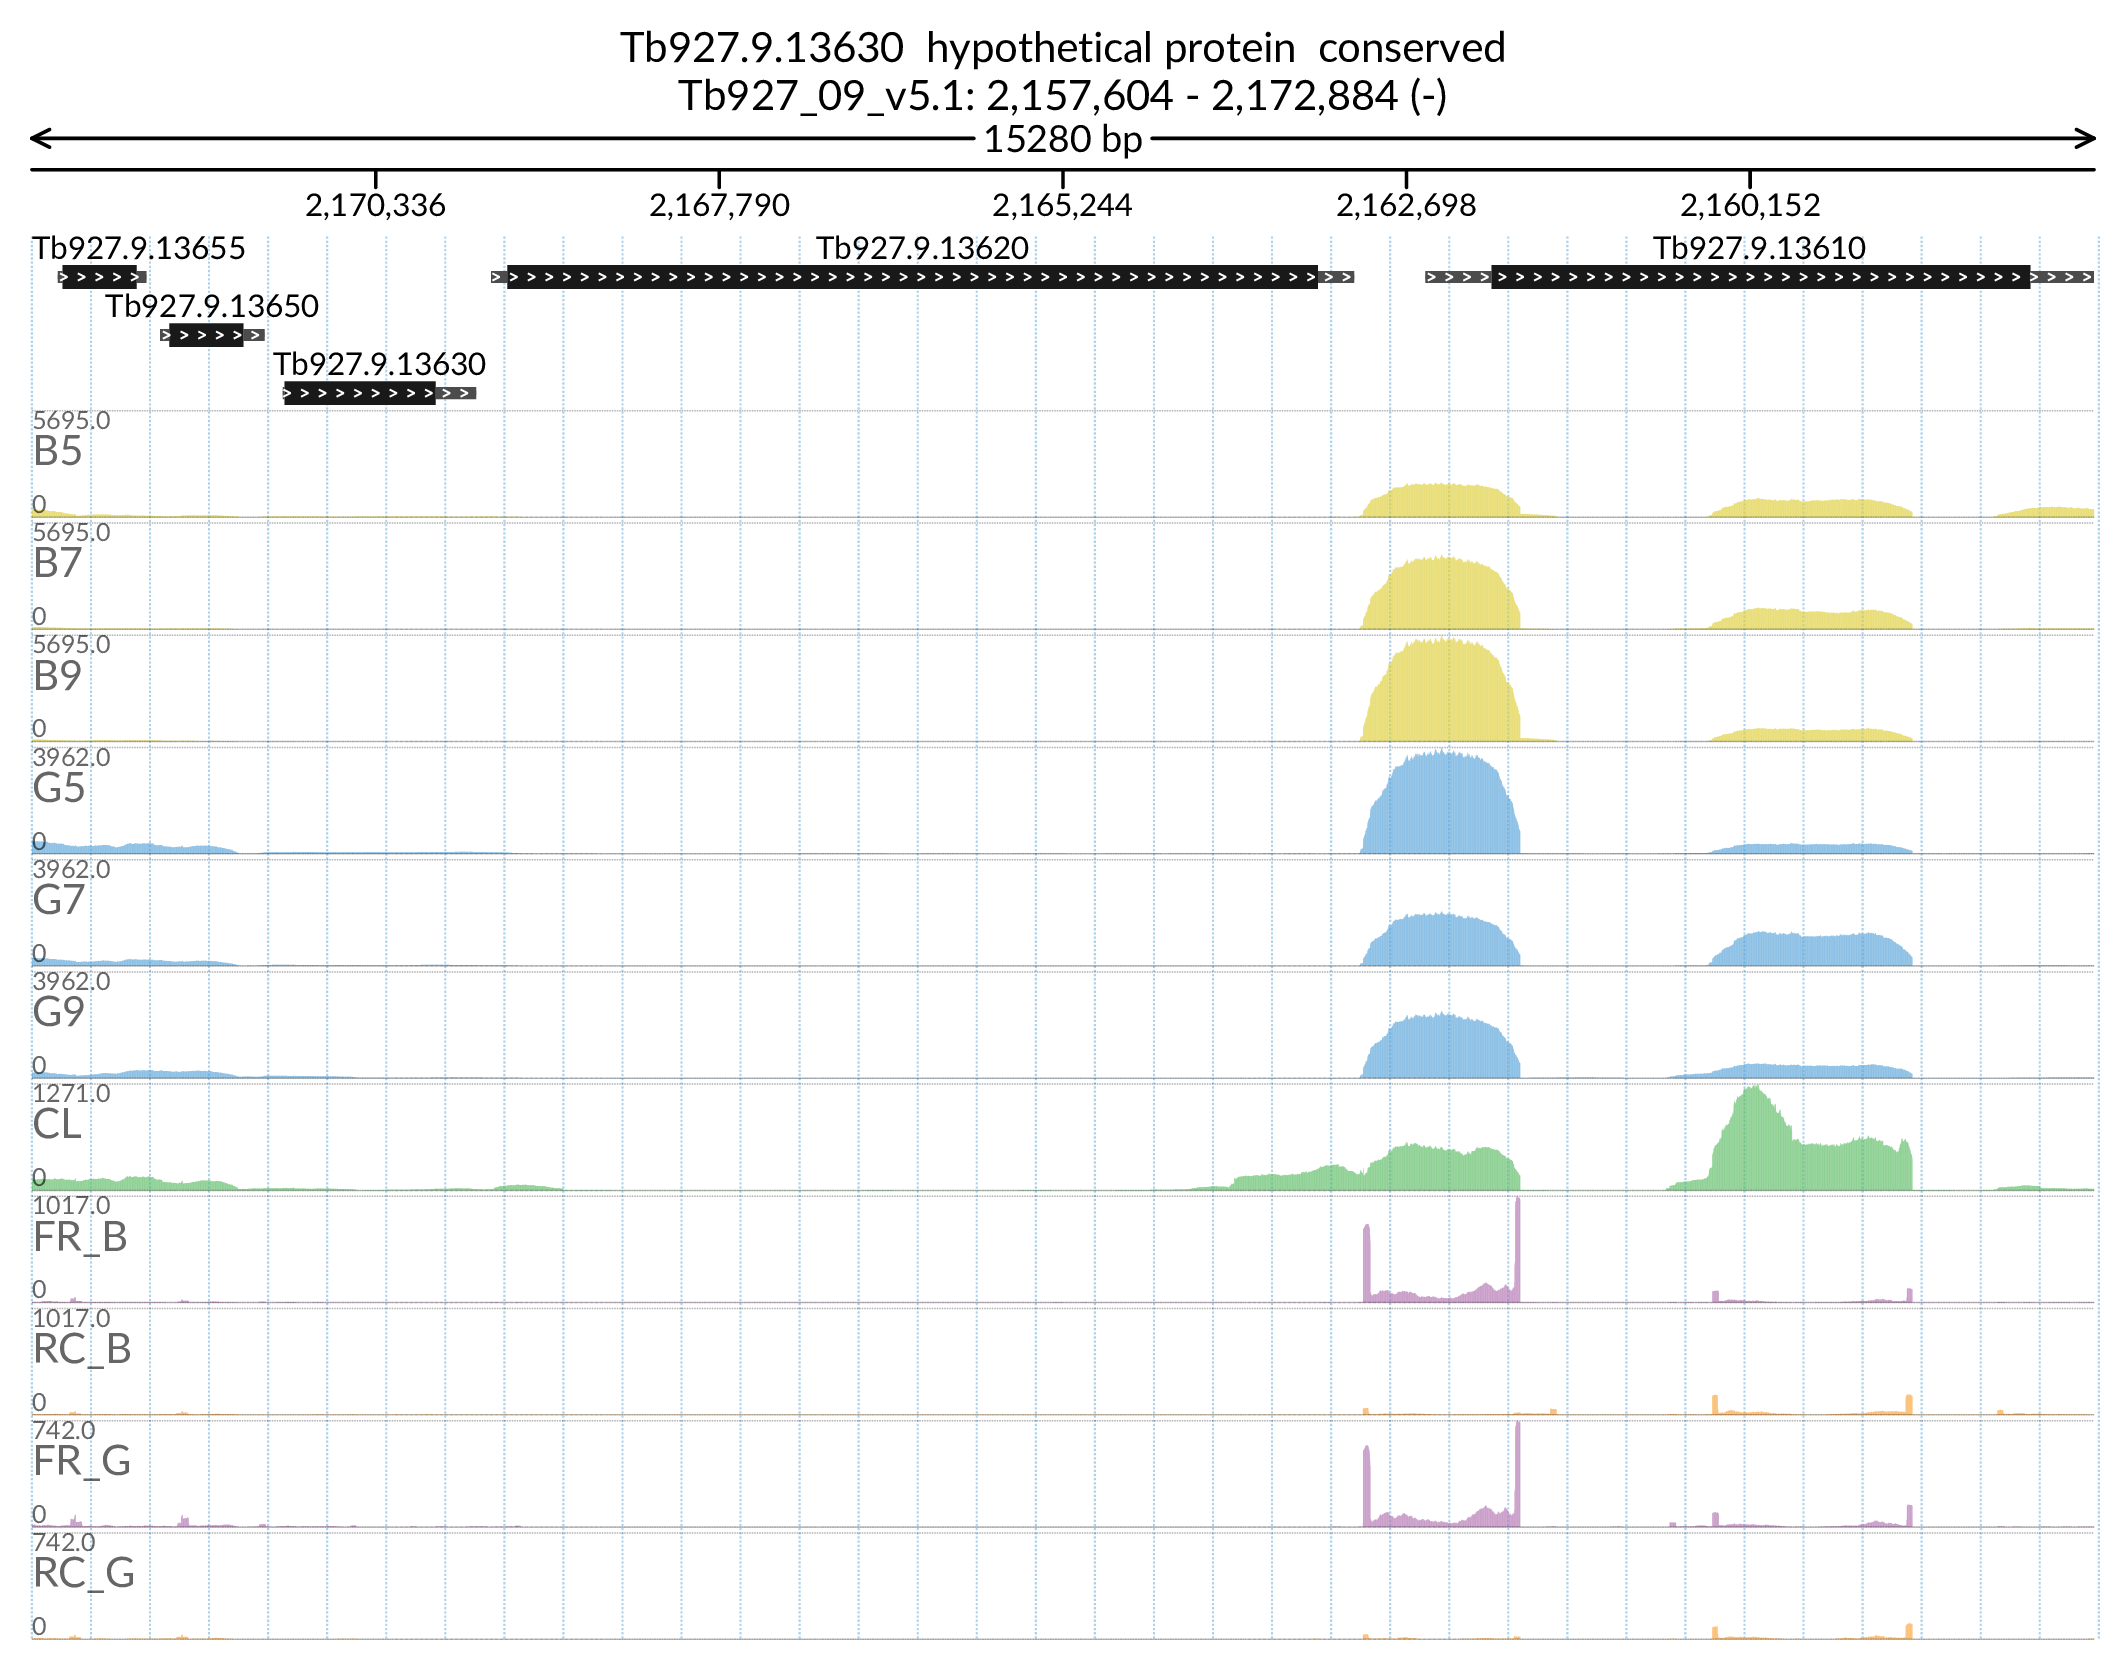 Tb927.9.13630  hypothetical protein  conserved
Tb927_09_v5.1: 2,157,604 - 2,172,884 (-)
15280 bp
2,170,336 2,167,790 2,165,244 2,162,698 2,160,152
Tb927.9.13655 Tb927.9.13620 Tb927.9.13610
Tb927.9.13650
Tb927.9.13630
5695.0
B5
0
5695.0
B7
0
5695.0
B9
0
3962.0
G5
0
3962.0
G7
0
3962.0
G9
0
1271.0
CL
0
1017.0
FR_B
0
1017.0
RC_B
0
742.0
FR_G
0
742.0
RC_G
0